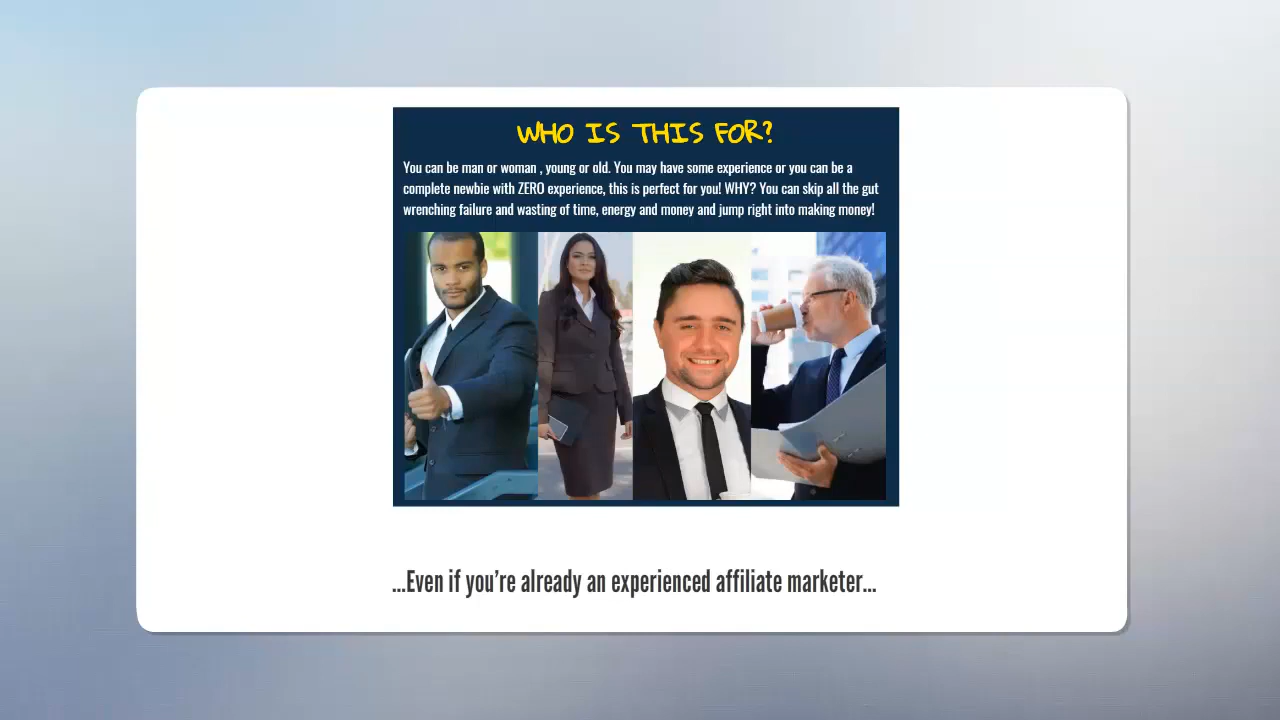 WHO IS THIS FOR?
You can be man or woman , young or old. You may have some experience or you can be a
complete newbie with ZERO experience, this is perfect for you! WHY? You can skip all the gut
wrenching failure and wasting of time, energy and money and jump right into making money!
...Even if you're already an experienced affiliate marketer...